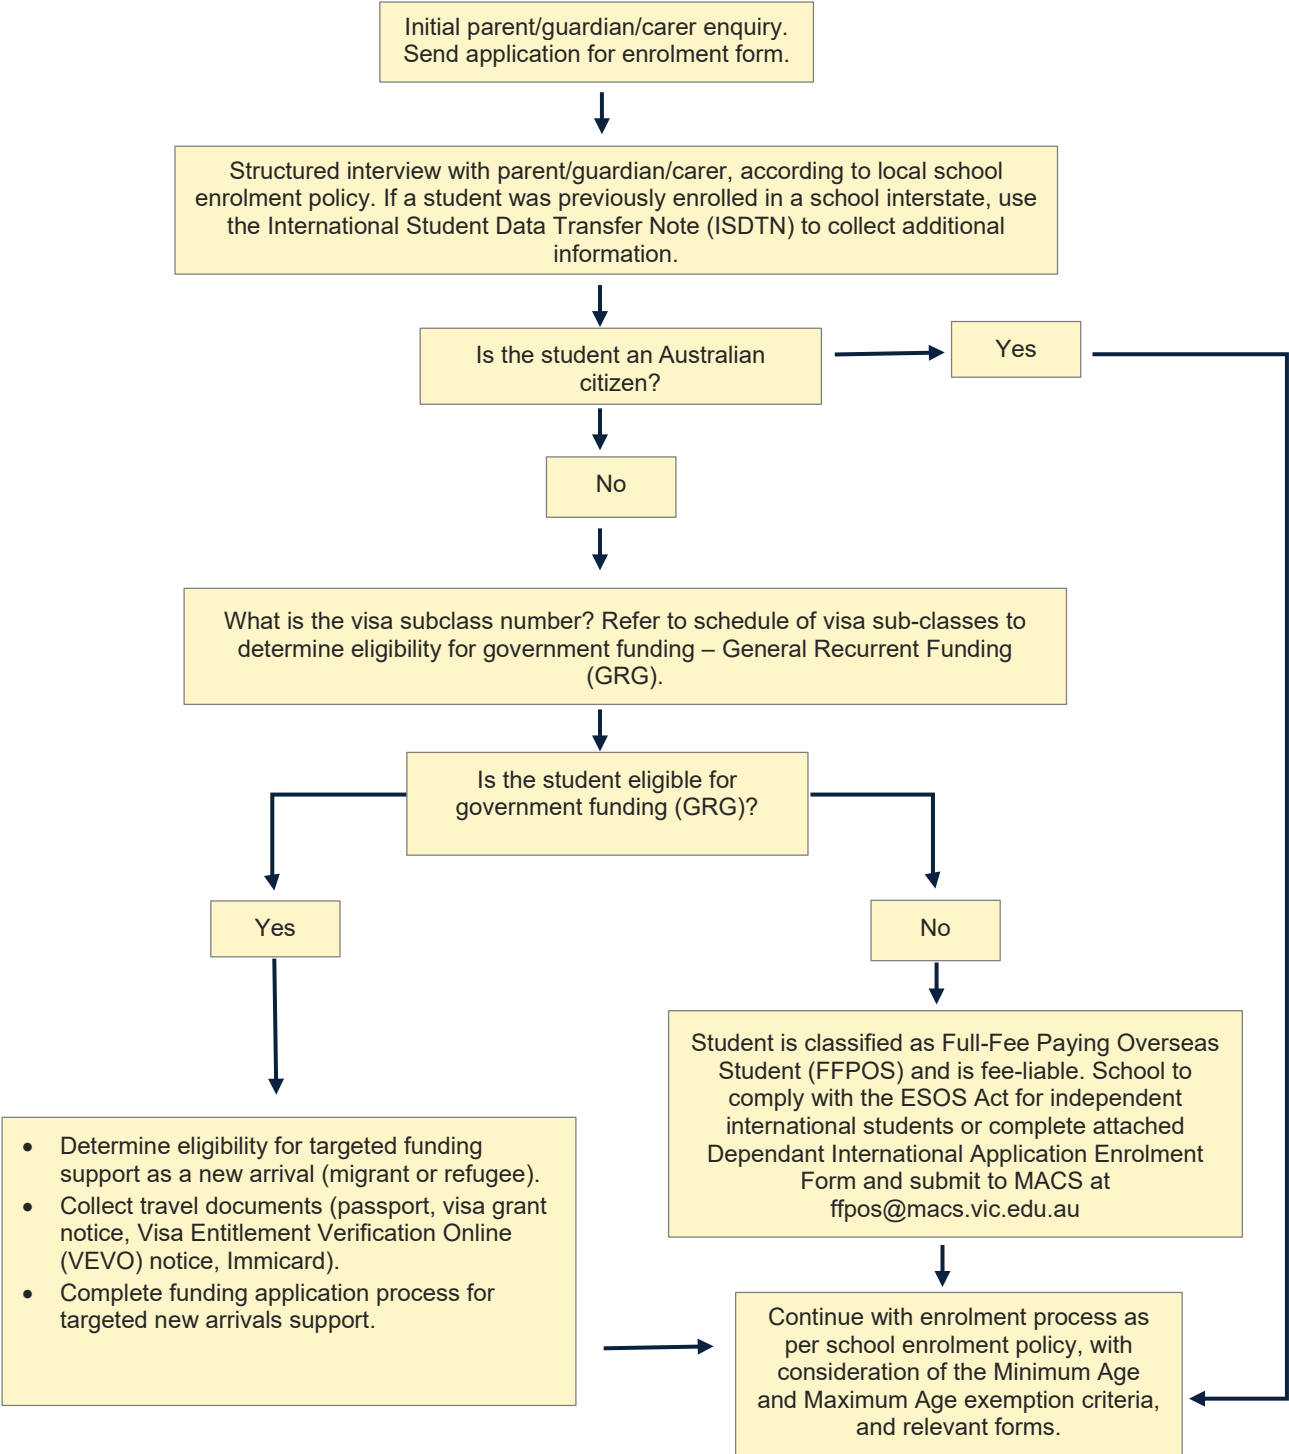 Initial parent/guardian/carer enquiry.
Send application for enrolment form.
Structured interview with parent/guardian/carer, according to local school
enrolment policy. If a student was previously enrolled in a school interstate, use
the International Student Data Transfer Note (ISDTN) to collect additional
information.
Is the student an Australian
citizen?
Yes
No
What is the visa subclass number? Refer to schedule of visa sub-classes to
determine eligibility for government funding – General Recurrent Funding
(GRG).
Is the student eligible for
government funding (GRG)?
Yes
No
Student is classified as Full-Fee Paying Overseas
Student (FFPOS) and is fee-liable. School to
comply with the ESOS Act for independent
international students or complete attached
Dependant International Application Enrolment
Form and submit to MACS at
ffpos@macs.vic.edu.au
• Determine eligibility for targeted funding
support as a new arrival (migrant or refugee).
• Collect travel documents (passport, visa grant
notice, Visa Entitlement Verification Online
(VEVO) notice, Immicard).
• Complete funding application process for
targeted new arrivals support.
Continue with enrolment process as
per school enrolment policy, with
consideration of the Minimum Age
and Maximum Age exemption criteria,
and relevant forms.